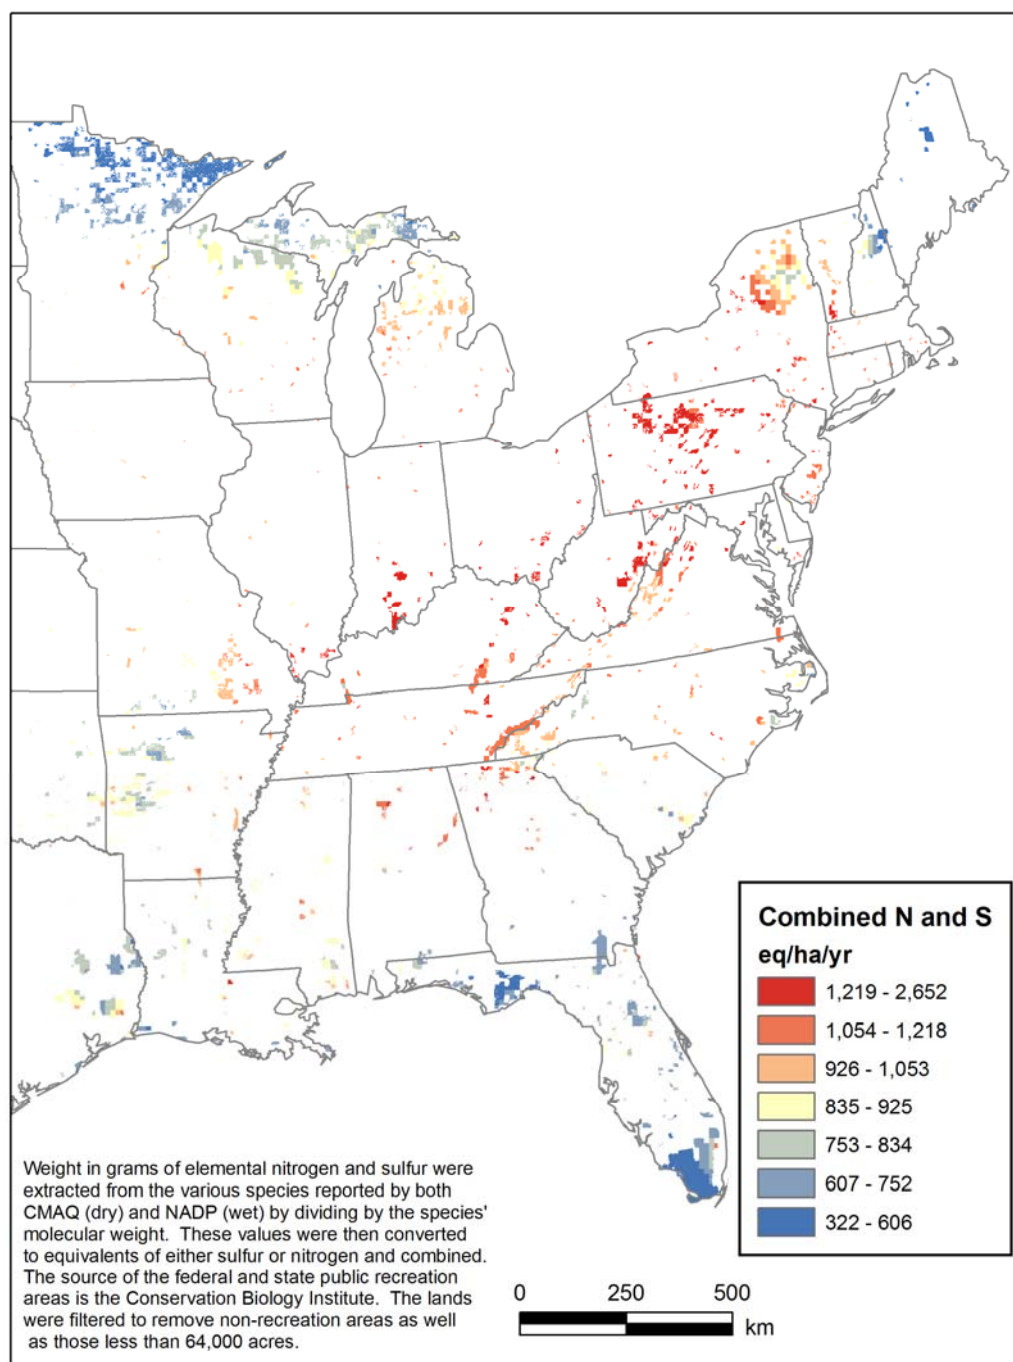 Combined N and S
eq/ha/yr
1,219 - 2,652
1,054 - 1,218
926 - 1,053
835 - 925
753 - 834
607 - 752
322 - 606
Weight in grams of elemental nitrogen and sulfur were
extracted from the various species reported by both
CMAQ (dry) and NADP (wet) by dividing by the species'
molecular weight.  These values were then converted
to equivalents of either sulfur or nitrogen and combined.
The source of the federal and state public recreation
areas is the Conservation Biology Institute.  The lands
were filtered to remove non-recreation areas as well
as those less than 64,000 acres.
0 250 500
km